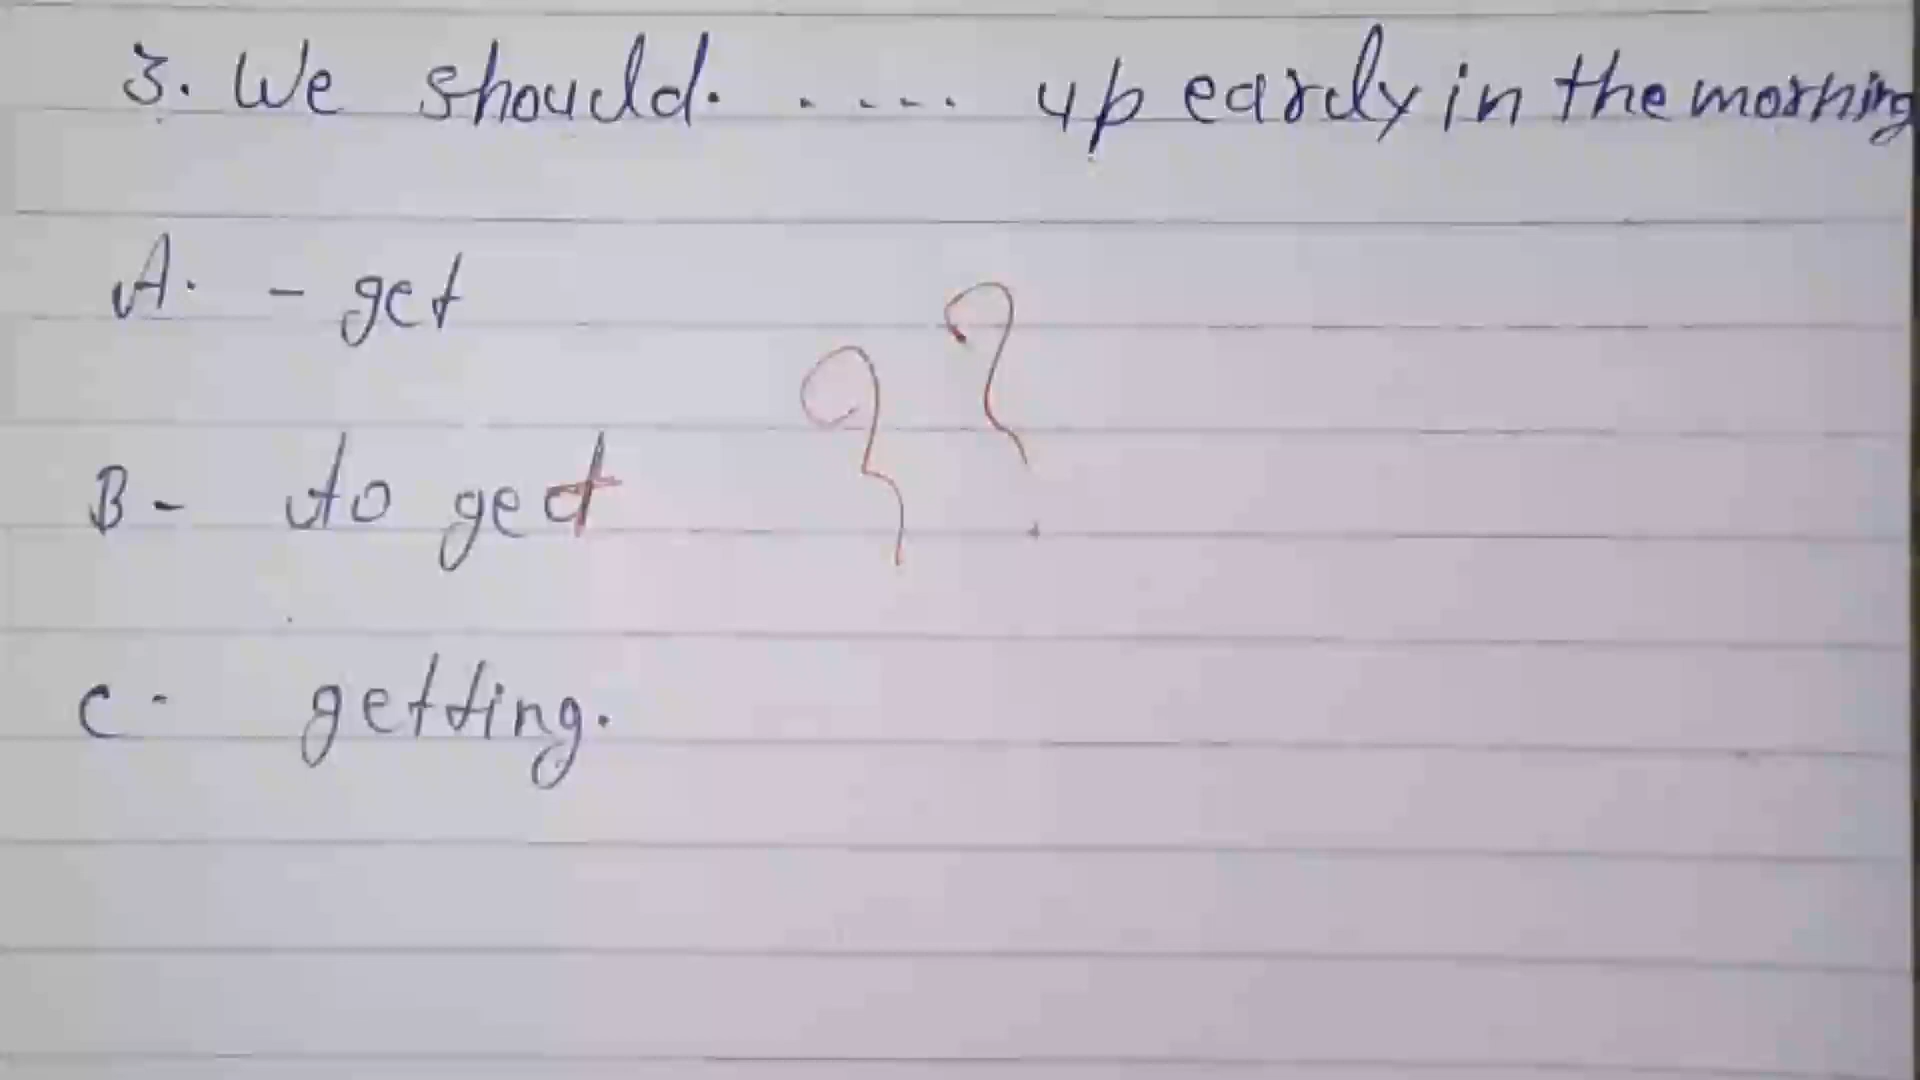 3. We should. ..... up early in the morning
A. - get
B - to get
C - getting.
??